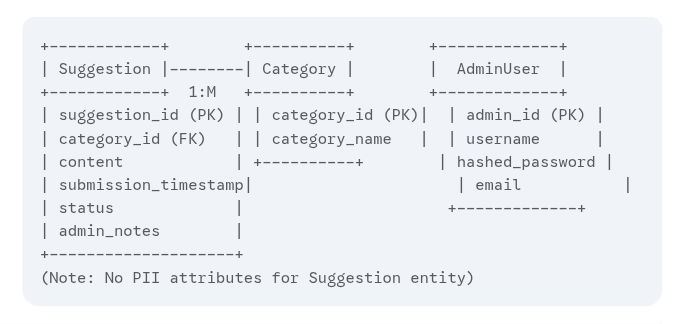 +------------+        +----------+        +-------------+
| Suggestion |--------| Category |        |  AdminUser  |
+------------+  1:M   +----------+        +-------------+
| suggestion_id (PK) | | category_id (PK)|  | admin_id (PK) |
| category_id (FK)   | | category_name   |  | username      |
| content            | +----------+        | hashed_password |
| submission_timestamp|                      | email           |
| status             |                      +-------------+
| admin_notes        |
+--------------------+
(Note: No PII attributes for Suggestion entity)